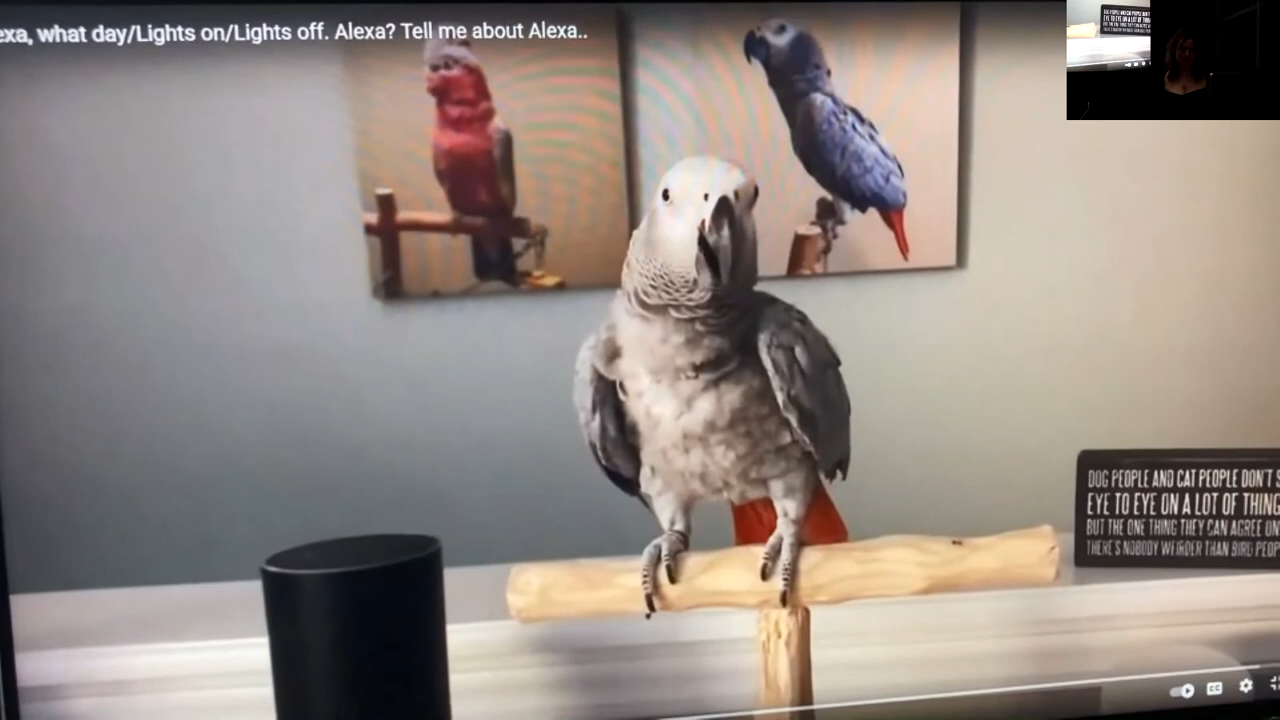 exa, what day/Lights on/Lights off. Alexa? Tell me about Alexa..
DOG PEOPLE AND CAT PEOPLE DON'T S
EYE TO EYE ON A LOT OF THING
BUT THE ONE THING THEY CAN AGREE ON
THERE'S NOBODY WEIRDER THAN BIRD PEOP